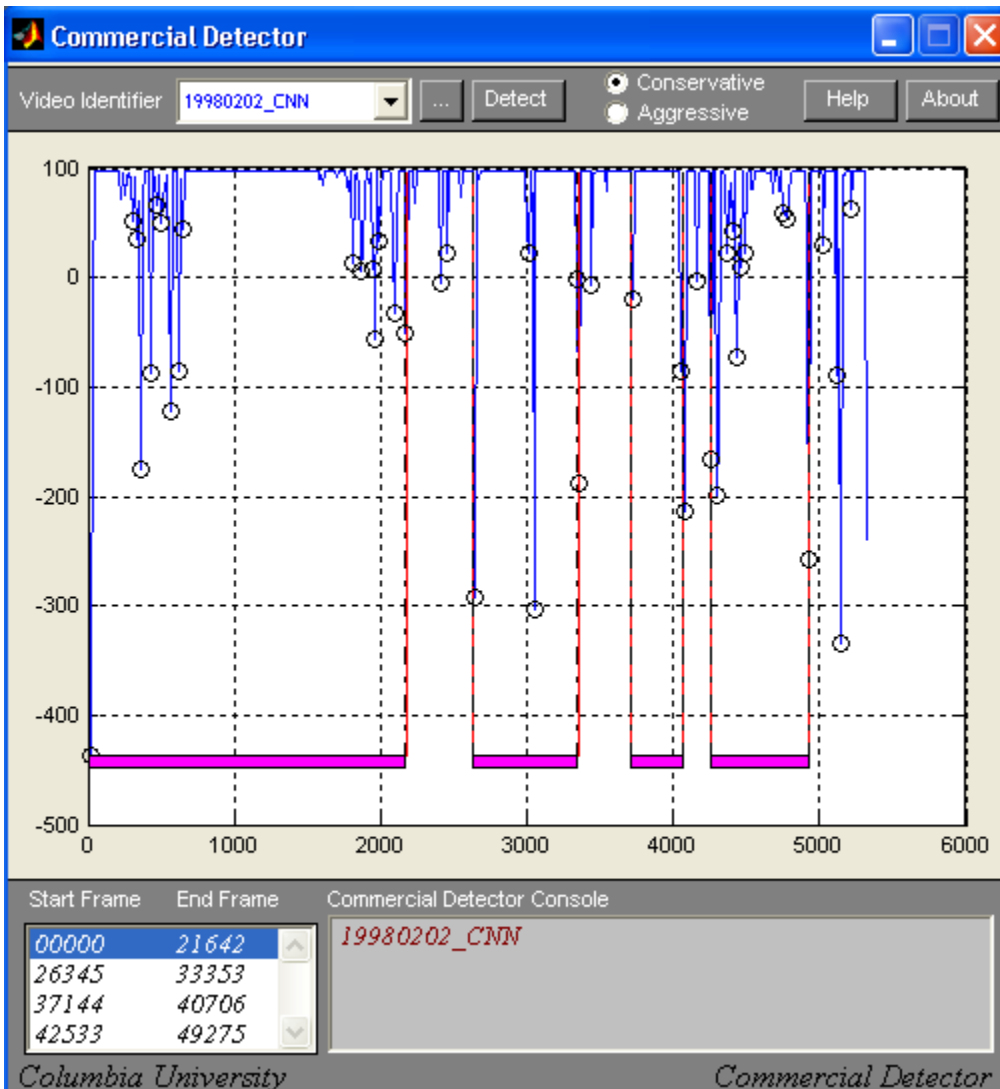 Commercial Detector
Video Identifier 19980202_CNN ... Detect Conservative Aggressive Help About
100
0
-100
-200
-300
-400
-500
0 1000 2000 3000 4000 5000 6000
Start Frame End Frame Commercial Detector Console
00000 21642 19980202_CNN
26345 33353
37144 40706
42533 49275
Columbia University Commercial Detector